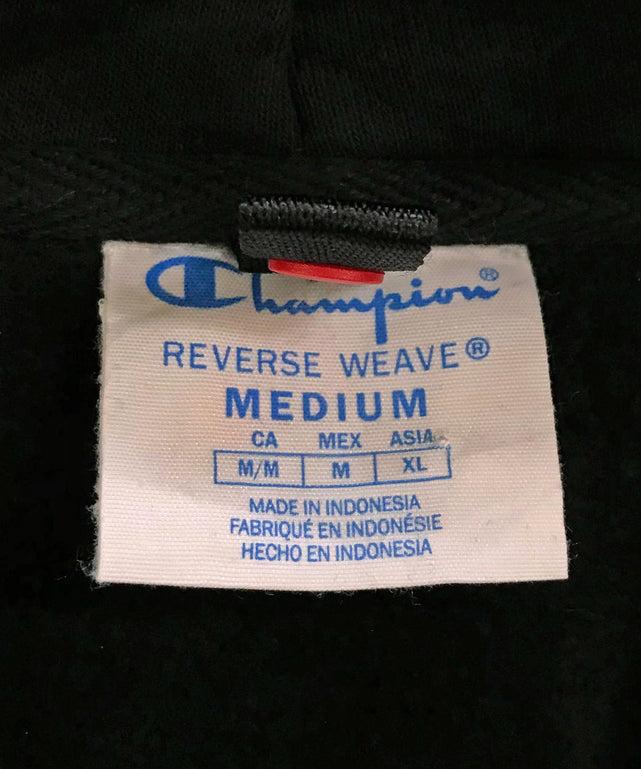 Champion®
REVERSE WEAVE®
MEDIUM
CA MEX ASIA
M/M M XL
MADE IN INDONESIA
FABRIQUÉ EN INDONÉSIE
HECHO EN INDONESIA